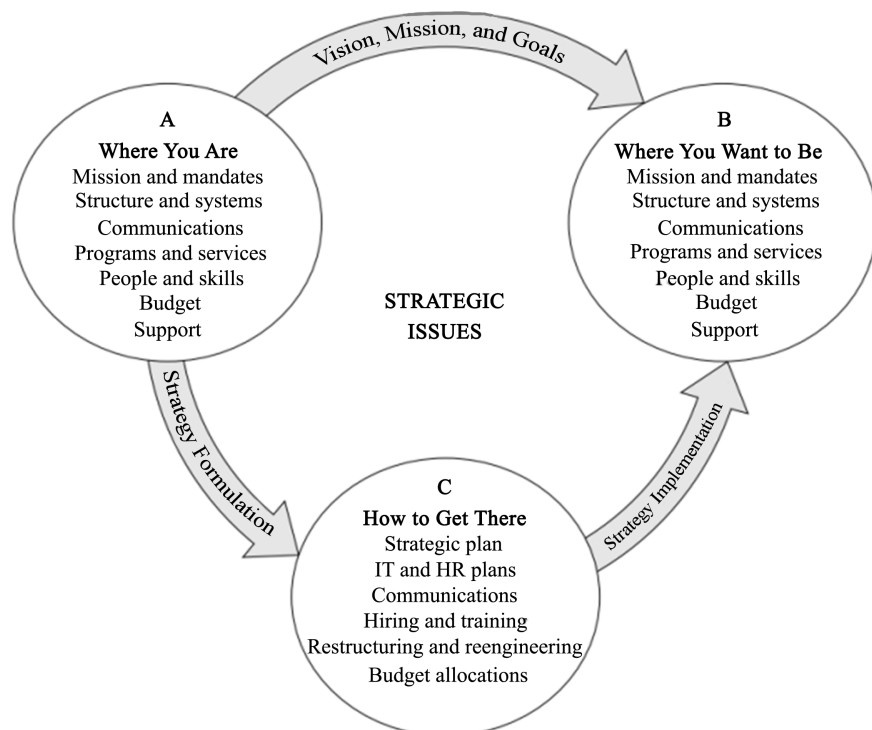 Vision, Mission, and Goals
A
Where You Are
Mission and mandates
Structure and systems
Communications
Programs and services
People and skills
Budget
Support
B
Where You Want to Be
Mission and mandates
Structure and systems
Communications
Programs and services
People and skills
Budget
Support
STRATEGIC
ISSUES
Strategy Formulation
Strategy Implementation
C
How to Get There
Strategic plan
IT and HR plans
Communications
Hiring and training
Restructuring and reengineering
Budget allocations